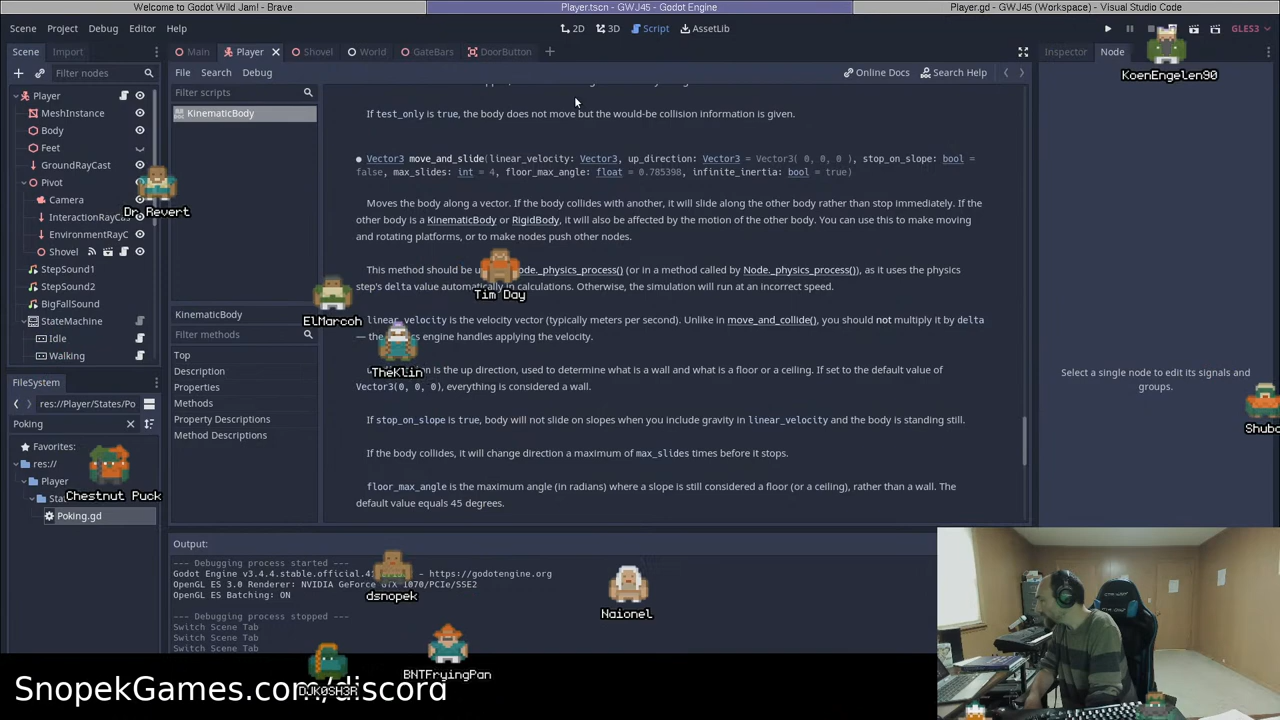 Welcome to Godot Wild Jam! - Brave
Player.tscn - GWJ45 - Godot Engine
Player.gd - GWJ45 (Workspace) - Visual Studio Code
Scene Project Debug Editor Help
2D 3D Script AssetLib
GLES3
Scene Import
Main Player Shovel World GateBars DoorButton
Inspector Node
Filter nodes
File Search Debug
Online Docs Search Help
KoenEngelen90
Player
MeshInstance
Body
Feet
GroundRayCast
Pivot
Camera
InteractionRayC
EnvironmentRayC
Shovel
StepSound1
StepSound2
BigFallSound
StateMachine
Idle
Walking
Dr Revert
Filter scripts
KinematicBody
KinematicBody
Filter methods
Top
Description
Properties
Methods
Property Descriptions
Method Descriptions
If test_only is true, the body does not move but the would-be collision information is given.
Vector3 move_and_slide(linear_velocity: Vector3, up_direction: Vector3 = Vector3( 0, 0, 0 ), stop_on_slope: bool =
false, max_slides: int = 4, floor_max_angle: float = 0.785398, infinite_inertia: bool = true)
Moves the body along a vector. If the body collides with another, it will slide along the other body rather than stop immediately. If the
other body is a KinematicBody or RigidBody, it will also be affected by the motion of the other body. You can use this to make moving
and rotating platforms, or to make nodes push other nodes.
This method should be u ode._physics_process() (or in a method called by Node._physics_process()), as it uses the physics
step's delta value automatically in calculations. Otherwise, the simulation will run at an incorrect speed.
Tim Day
ElMarcoh
linear_velocity is the velocity vector (typically meters per second). Unlike in move_and_collide(), you should not multiply it by delta
— the engine handles applying the velocity.
TheKlin
is the up direction, used to determine what is a wall and what is a floor or a ceiling. If set to the default value of
Vector3(0, 0, 0), everything is considered a wall.
If stop_on_slope is true, body will not slide on slopes when you include gravity in linear_velocity and the body is standing still.
If the body collides, it will change direction a maximum of max_slides times before it stops.
floor_max_angle is the maximum angle (in radians) where a slope is still considered a floor (or a ceiling), rather than a wall. The
default value equals 45 degrees.
Select a single node to edit its signals and
groups.
Shubo
FileSystem
res://Player/States/Po
Poking
Favorites:
res://
Player
Sta
Poking.gd
Chestnut Puck
Output:
--- Debugging process started ---
Godot Engine v3.4.4.stable.official.4 - https://godotengine.org
OpenGL ES 3.0 Renderer: NVIDIA GeForce GTX 1070/PCIe/SSE2
OpenGL ES Batching: ON
--- Debugging process stopped ---
Switch Scene Tab
Switch Scene Tab
Switch Scene Tab
dsnopek
Naionel
BNTFryingPan
DJK0SH3R
SnopekGames.com/discord